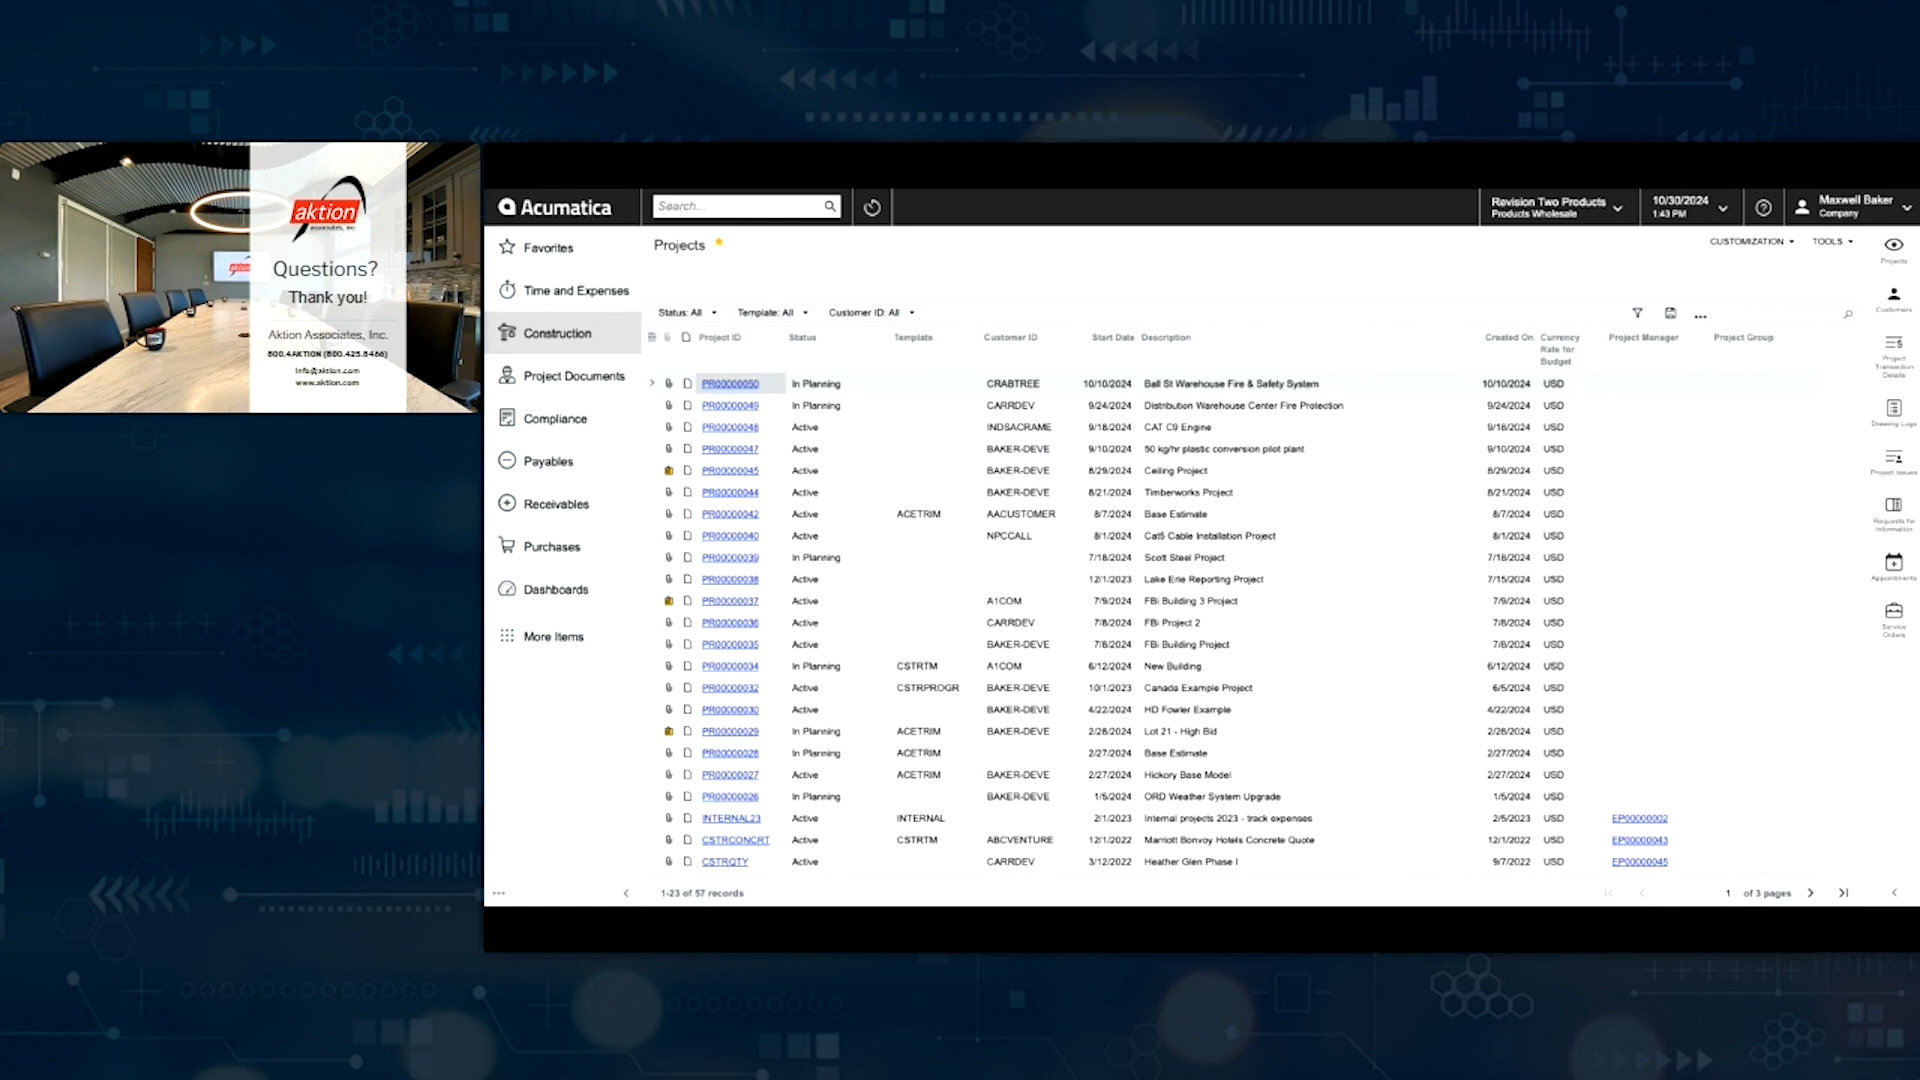 aktion
associates, inc.
Questions?
Thank you!
Aktion Associates, Inc.
800.4AKTION (800.425.8466)
info@aktion.com
www.aktion.com
Acumatica
Search...
Revision Two Products
Products Wholesale
10/30/2024
1:43 PM
Maxwell Baker
Company
Favorites
Time and Expenses
Construction
Project Documents
Compliance
Payables
Receivables
Purchases
Dashboards
More Items
Projects
CUSTOMIZATION TOOLS
Status: All Template: All Customer ID: All
Project ID Status Template Customer ID Start Date Description Created On Currency Rate for Budget Project Manager Project Group
PR00000050 In Planning CRABTREE 10/10/2024 Ball St Warehouse Fire & Safety System 10/10/2024 USD
PR00000049 In Planning CARRDEV 9/24/2024 Distribution Warehouse Center Fire Protection 9/24/2024 USD
PR00000048 Active INDSACRAME 9/18/2024 CAT C9 Engine 9/18/2024 USD
PR00000047 Active BAKER-DEVE 9/10/2024 50 kg/hr plastic conversion pilot plant 9/10/2024 USD
PR00000045 Active BAKER-DEVE 8/29/2024 Ceiling Project 8/29/2024 USD
PR00000044 Active BAKER-DEVE 8/21/2024 Timberworks Project 8/21/2024 USD
PR00000042 Active ACETRIM AACUSTOMER 8/7/2024 Base Estimate 8/7/2024 USD
PR00000040 Active NPCCALL 8/1/2024 Cat5 Cable Installation Project 8/1/2024 USD
PR00000039 In Planning 7/18/2024 Scott Steel Project 7/18/2024 USD
PR00000038 Active 12/1/2023 Lake Erie Reporting Project 7/15/2024 USD
PR00000037 Active A1COM 7/9/2024 FBi Building 3 Project 7/9/2024 USD
PR00000036 Active CARRDEV 7/8/2024 FBi Project 2 7/8/2024 USD
PR00000035 Active BAKER-DEVE 7/8/2024 FBi Building Project 7/8/2024 USD
PR00000034 In Planning CSTRTM A1COM 6/12/2024 New Building 6/12/2024 USD
PR00000032 Active CSTRPROGR BAKER-DEVE 10/1/2023 Canada Example Project 6/5/2024 USD
PR00000030 Active BAKER-DEVE 4/22/2024 HD Fowler Example 4/22/2024 USD
PR00000029 In Planning ACETRIM BAKER-DEVE 2/28/2024 Lot 21 - High Bid 2/28/2024 USD
PR00000028 In Planning ACETRIM 2/27/2024 Base Estimate 2/27/2024 USD
PR00000027 Active ACETRIM BAKER-DEVE 2/27/2024 Hickory Base Model 2/27/2024 USD
PR00000026 In Planning BAKER-DEVE 1/5/2024 ORD Weather System Upgrade 1/5/2024 USD
INTERNAL23 Active INTERNAL 2/1/2023 Internal projects 2023 - track expenses 2/5/2023 USD EP00000002
CSTRCONCRT Active CSTRTM ABCVENTURE 12/1/2022 Marriott Bonvoy Hotels Concrete Quote 12/1/2022 USD EP00000043
CSTRQTY Active CARRDEV 3/12/2022 Heather Glen Phase I 9/7/2022 USD EP00000045
1-23 of 57 records
1 of 3 pages
Projects
Customers
Project
Transaction
Details
Drawing Logs
Project Issues
Requests for
Information
Appointments
Service
Orders